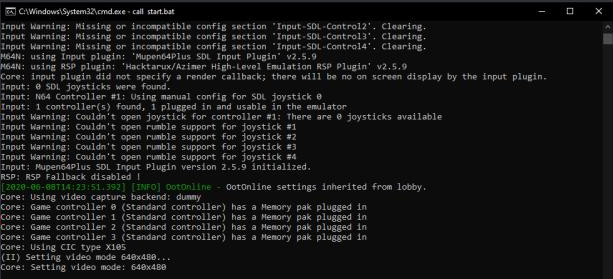 C:\Windows\System32\cmd.exe - call start.bat
Input Warning: Missing or incompatible config section 'Input-SDL-Control2'. Clearing.
Input Warning: Missing or incompatible config section 'Input-SDL-Control3'. Clearing.
Input Warning: Missing or incompatible config section 'Input-SDL-Control4'. Clearing.
M64N: using Input plugin: 'Mupen64Plus SDL Input Plugin' v2.5.9
M64N: using RSP plugin: 'Hacktarux/Azimer High-Level Emulation RSP Plugin' v2.5.9
Core: input plugin did not specify a render callback; there will be no on screen display by the input plugin.
Input: 0 SDL joysticks were found.
Input: N64 Controller #1: Using manual config for SDL joystick 0
Input: 1 controller(s) found, 1 plugged in and usable in the emulator
Input Warning: Couldn't open joystick for controller #1: There are 0 joysticks available
Input Warning: Couldn't open rumble support for joystick #1
Input Warning: Couldn't open rumble support for joystick #2
Input Warning: Couldn't open rumble support for joystick #3
Input Warning: Couldn't open rumble support for joystick #4
Input: Mupen64Plus SDL Input Plugin version 2.5.9 initialized.
RSP: RSP Fallback disabled !
[2020-06-08T14:23:51.392] [INFO] OotOnline - OotOnline settings inherited from lobby.
Core: Using video capture backend: dummy
Core: Game controller 0 (Standard controller) has a Memory pak plugged in
Core: Game controller 1 (Standard controller) has a Memory pak plugged in
Core: Game controller 2 (Standard controller) has a Memory pak plugged in
Core: Game controller 3 (Standard controller) has a Memory pak plugged in
Core: Using CIC type X105
(II) Setting video mode 640x480...
Core: Setting video mode: 640x480